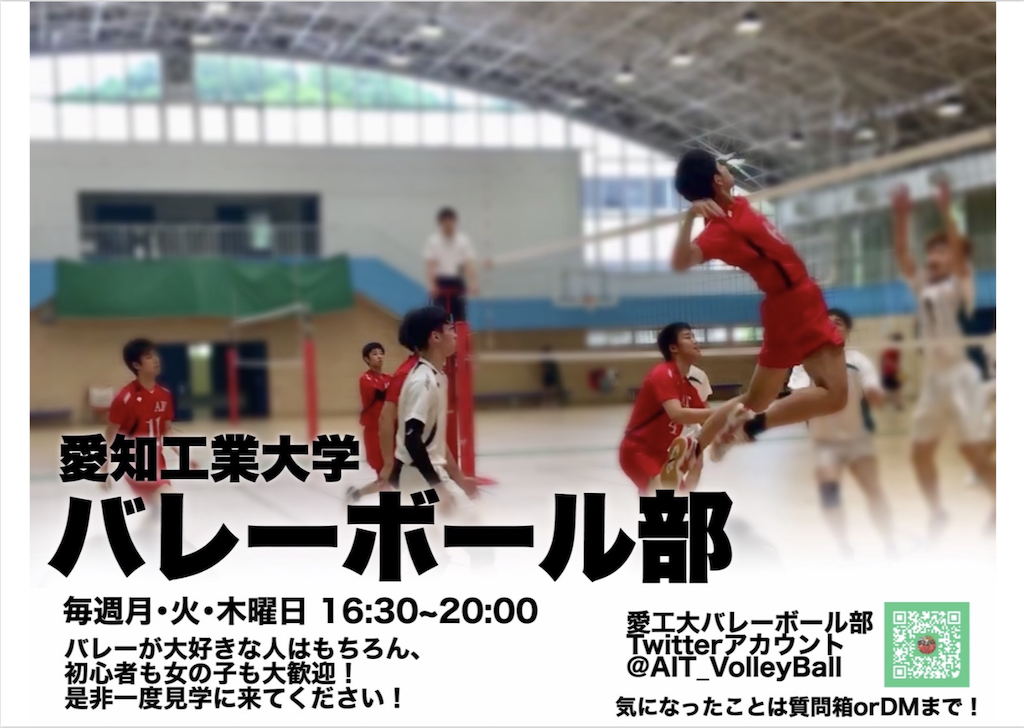 愛知工業大学
バレーボール部
毎週月・火・木曜日 16:30~20:00
バレーが大好きな人はもちろん、
初心者も女の子も大歓迎！
是非一度見学に来てください！
愛工大バレーボール部
Twitterアカウント
@AIT_VolleyBall
気になったことは質問箱orDMまで！